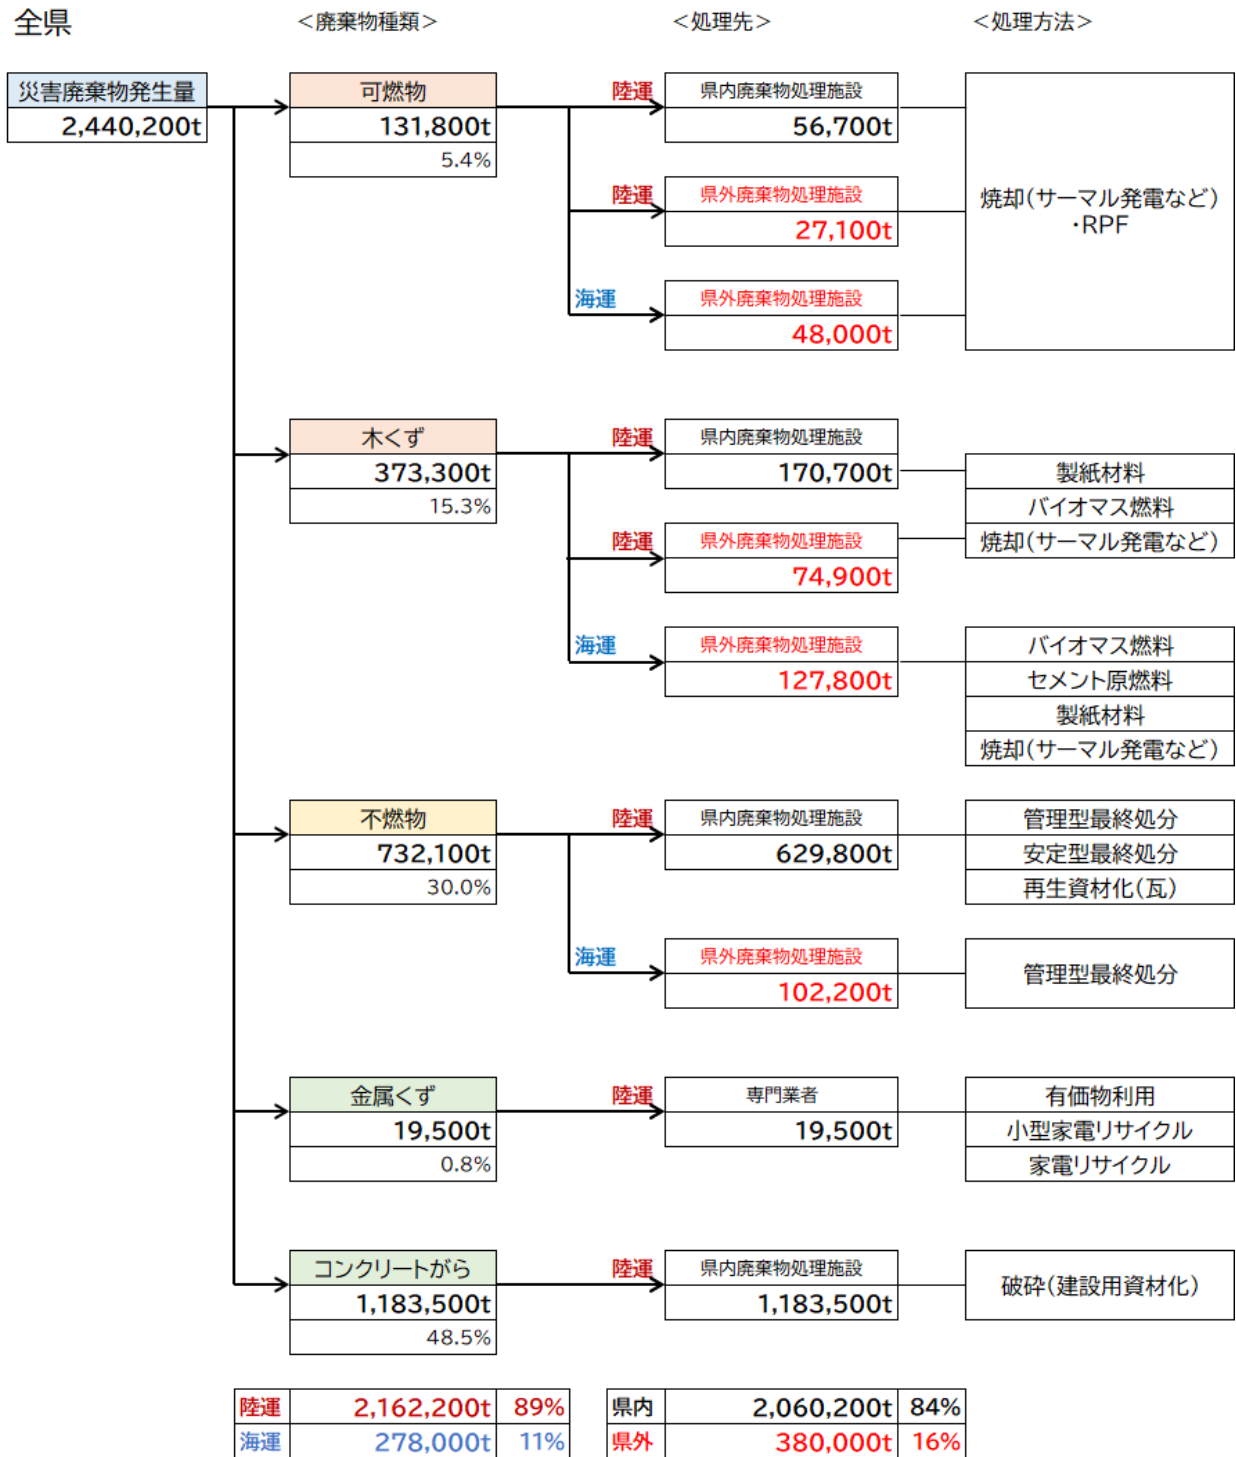 全県
＜廃棄物種類＞
＜処理先＞
＜処理方法＞
災害廃棄物発生量
2,440,200t
可燃物
131,800t
5.4%
陸運
県内廃棄物処理施設
56,700t
陸運
県外廃棄物処理施設
27,100t
海運
県外廃棄物処理施設
48,000t
焼却(サーマル発電など)
・RPF
木くず
373,300t
15.3%
陸運
県内廃棄物処理施設
170,700t
陸運
県外廃棄物処理施設
74,900t
製紙材料
バイオマス燃料
焼却(サーマル発電など)
海運
県外廃棄物処理施設
127,800t
バイオマス燃料
セメント原燃料
製紙材料
焼却(サーマル発電など)
不燃物
732,100t
30.0%
陸運
県内廃棄物処理施設
629,800t
管理型最終処分
安定型最終処分
再生資材化(瓦)
海運
県外廃棄物処理施設
102,200t
管理型最終処分
金属くず
19,500t
0.8%
陸運
専門業者
19,500t
有価物利用
小型家電リサイクル
家電リサイクル
コンクリートがら
1,183,500t
48.5%
陸運
県内廃棄物処理施設
1,183,500t
破砕(建設用資材化)
陸運 2,162,200t 89%
海運 278,000t 11%
県内 2,060,200t 84%
県外 380,000t 16%